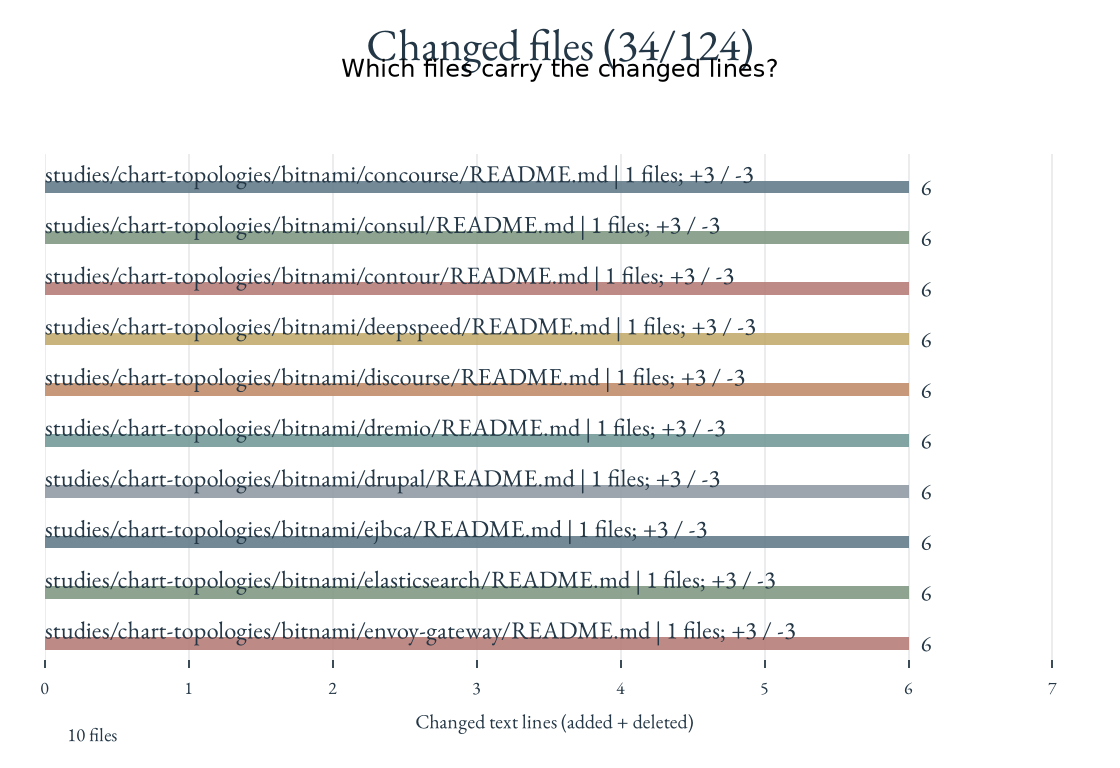 Changed files (34/124)
Which files carry the changed lines?
studies/chart-topologies/bitnami/concourse/README.md | 1 files; +3 / -3
6
studies/chart-topologies/bitnami/consul/README.md | 1 files; +3 / -3
6
studies/chart-topologies/bitnami/contour/README.md | 1 files; +3 / -3
6
studies/chart-topologies/bitnami/deepspeed/README.md | 1 files; +3 / -3
6
studies/chart-topologies/bitnami/discourse/README.md | 1 files; +3 / -3
6
studies/chart-topologies/bitnami/dremio/README.md | 1 files; +3 / -3
6
studies/chart-topologies/bitnami/drupal/README.md | 1 files; +3 / -3
6
studies/chart-topologies/bitnami/ejbca/README.md | 1 files; +3 / -3
6
studies/chart-topologies/bitnami/elasticsearch/README.md | 1 files; +3 / -3
6
studies/chart-topologies/bitnami/envoy-gateway/README.md | 1 files; +3 / -3
6
0 1 2 3 4 5 6 7
Changed text lines (added + deleted)
10 files